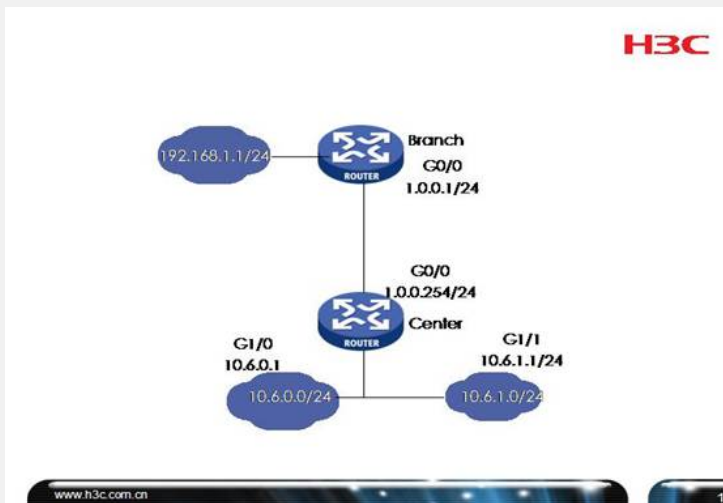 H3C
192.168.1.1/24
Branch
ROUTER
G0/0
1.0.0.1/24
G0/0
1.0.0.254/24
Center
ROUTER
G1/0
10.6.0.1
G1/1
10.6.1.1/24
10.6.0.0/24
10.6.1.0/24
www.h3c.com.cn